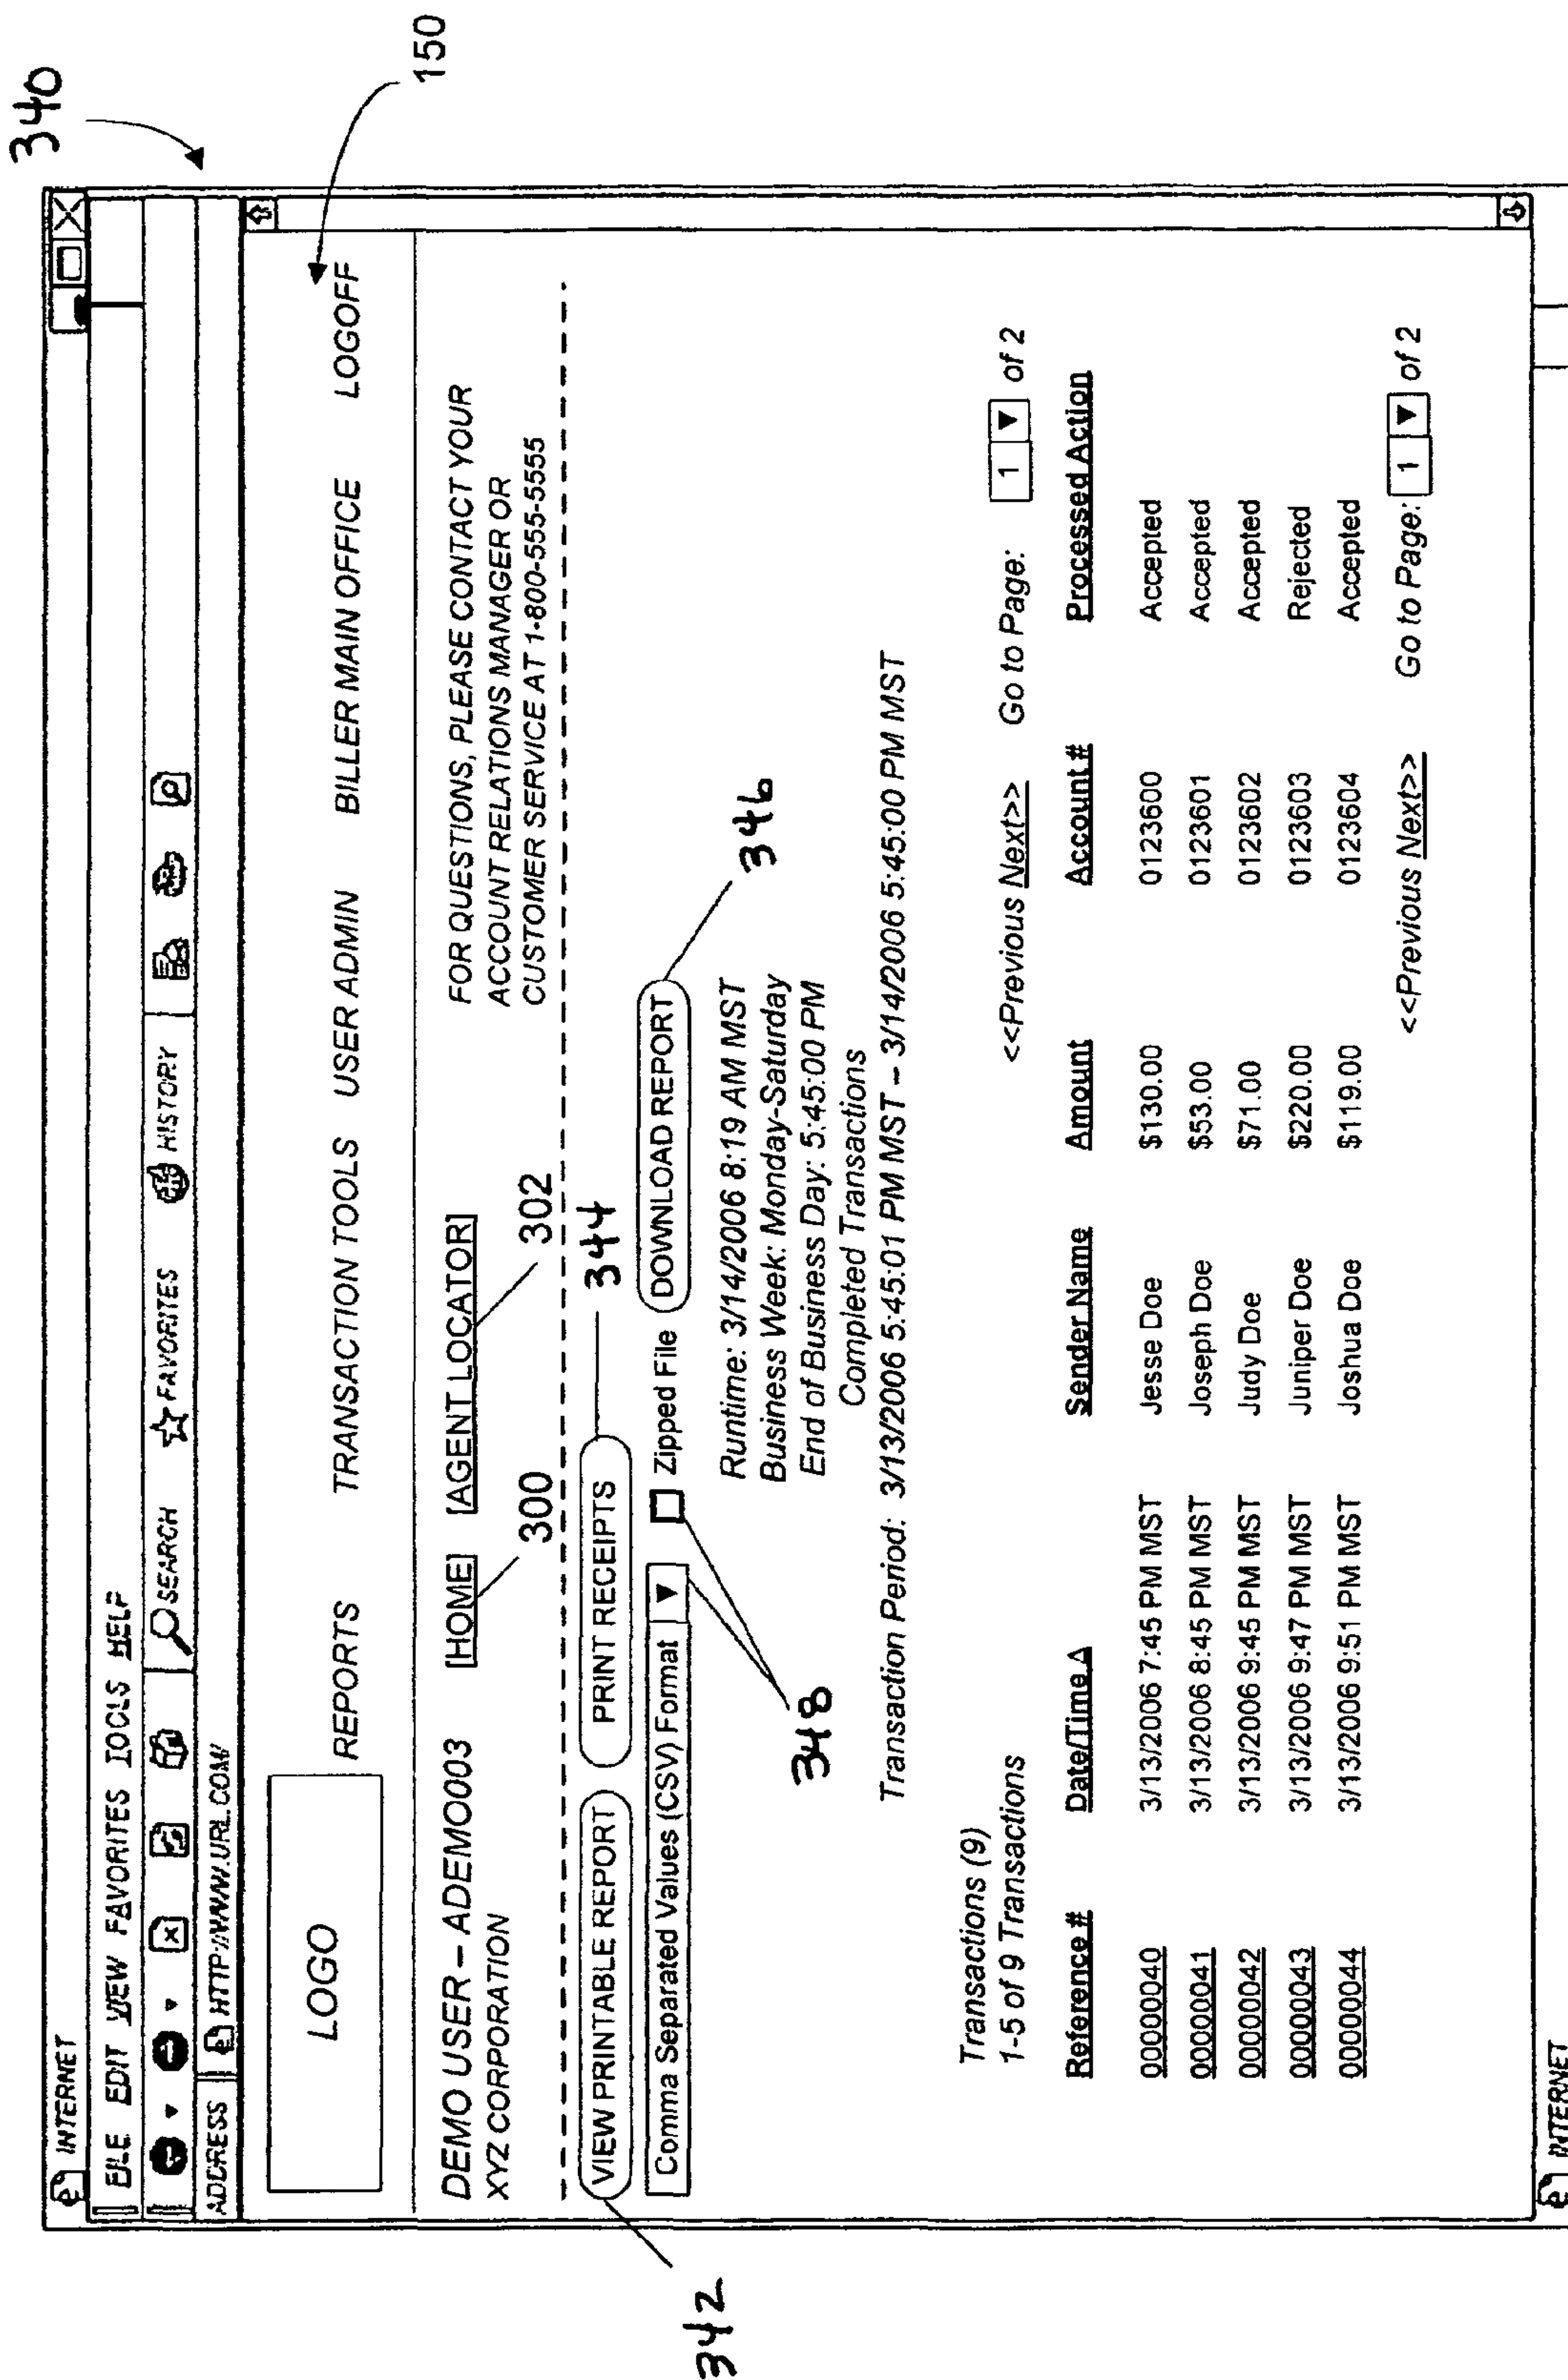 340
INTERNET
FILE EDIT VIEW FAVORITES TOOLS HELP
SEARCH FAVORITES HISTORY
ADDRESS HTTP://WWW.URL.COM/
150
LOGO
REPORTS TRANSACTION TOOLS USER ADMIN BILLER MAIN OFFICE LOGOFF
DEMO USER – ADEMO003 [HOME] [AGENT LOCATOR] FOR QUESTIONS, PLEASE CONTACT YOUR
XYZ CORPORATION ACCOUNT RELATIONS MANAGER OR
300 302 CUSTOMER SERVICE AT 1-800-555-5555
342 VIEW PRINTABLE REPORT PRINT RECEIPTS 344
Comma Separated Values (CSV) Format ▼ Zipped File DOWNLOAD REPORT 346
348
Runtime: 3/14/2006 8:19 AM MST
Business Week: Monday-Saturday
End of Business Day: 5:45:00 PM
Completed Transactions
Transaction Period: 3/13/2006 5:45:01 PM MST – 3/14/2006 5:45:00 PM MST
Transactions (9)
1-5 of 9 Transactions <<Previous Next>> Go to Page: 1 ▼ of 2
Reference # Date/Time Δ Sender Name Amount Account # Processed Action
00000040 3/13/2006 7:45 PM MST Jesse Doe $130.00 0123600 Accepted
00000041 3/13/2006 8:45 PM MST Joseph Doe $53.00 0123601 Accepted
00000042 3/13/2006 9:45 PM MST Judy Doe $71.00 0123602 Accepted
00000043 3/13/2006 9:47 PM MST Juniper Doe $220.00 0123603 Rejected
00000044 3/13/2006 9:51 PM MST Joshua Doe $119.00 0123604 Accepted
<<Previous Next>> Go to Page: 1 ▼ of 2
INTERNET